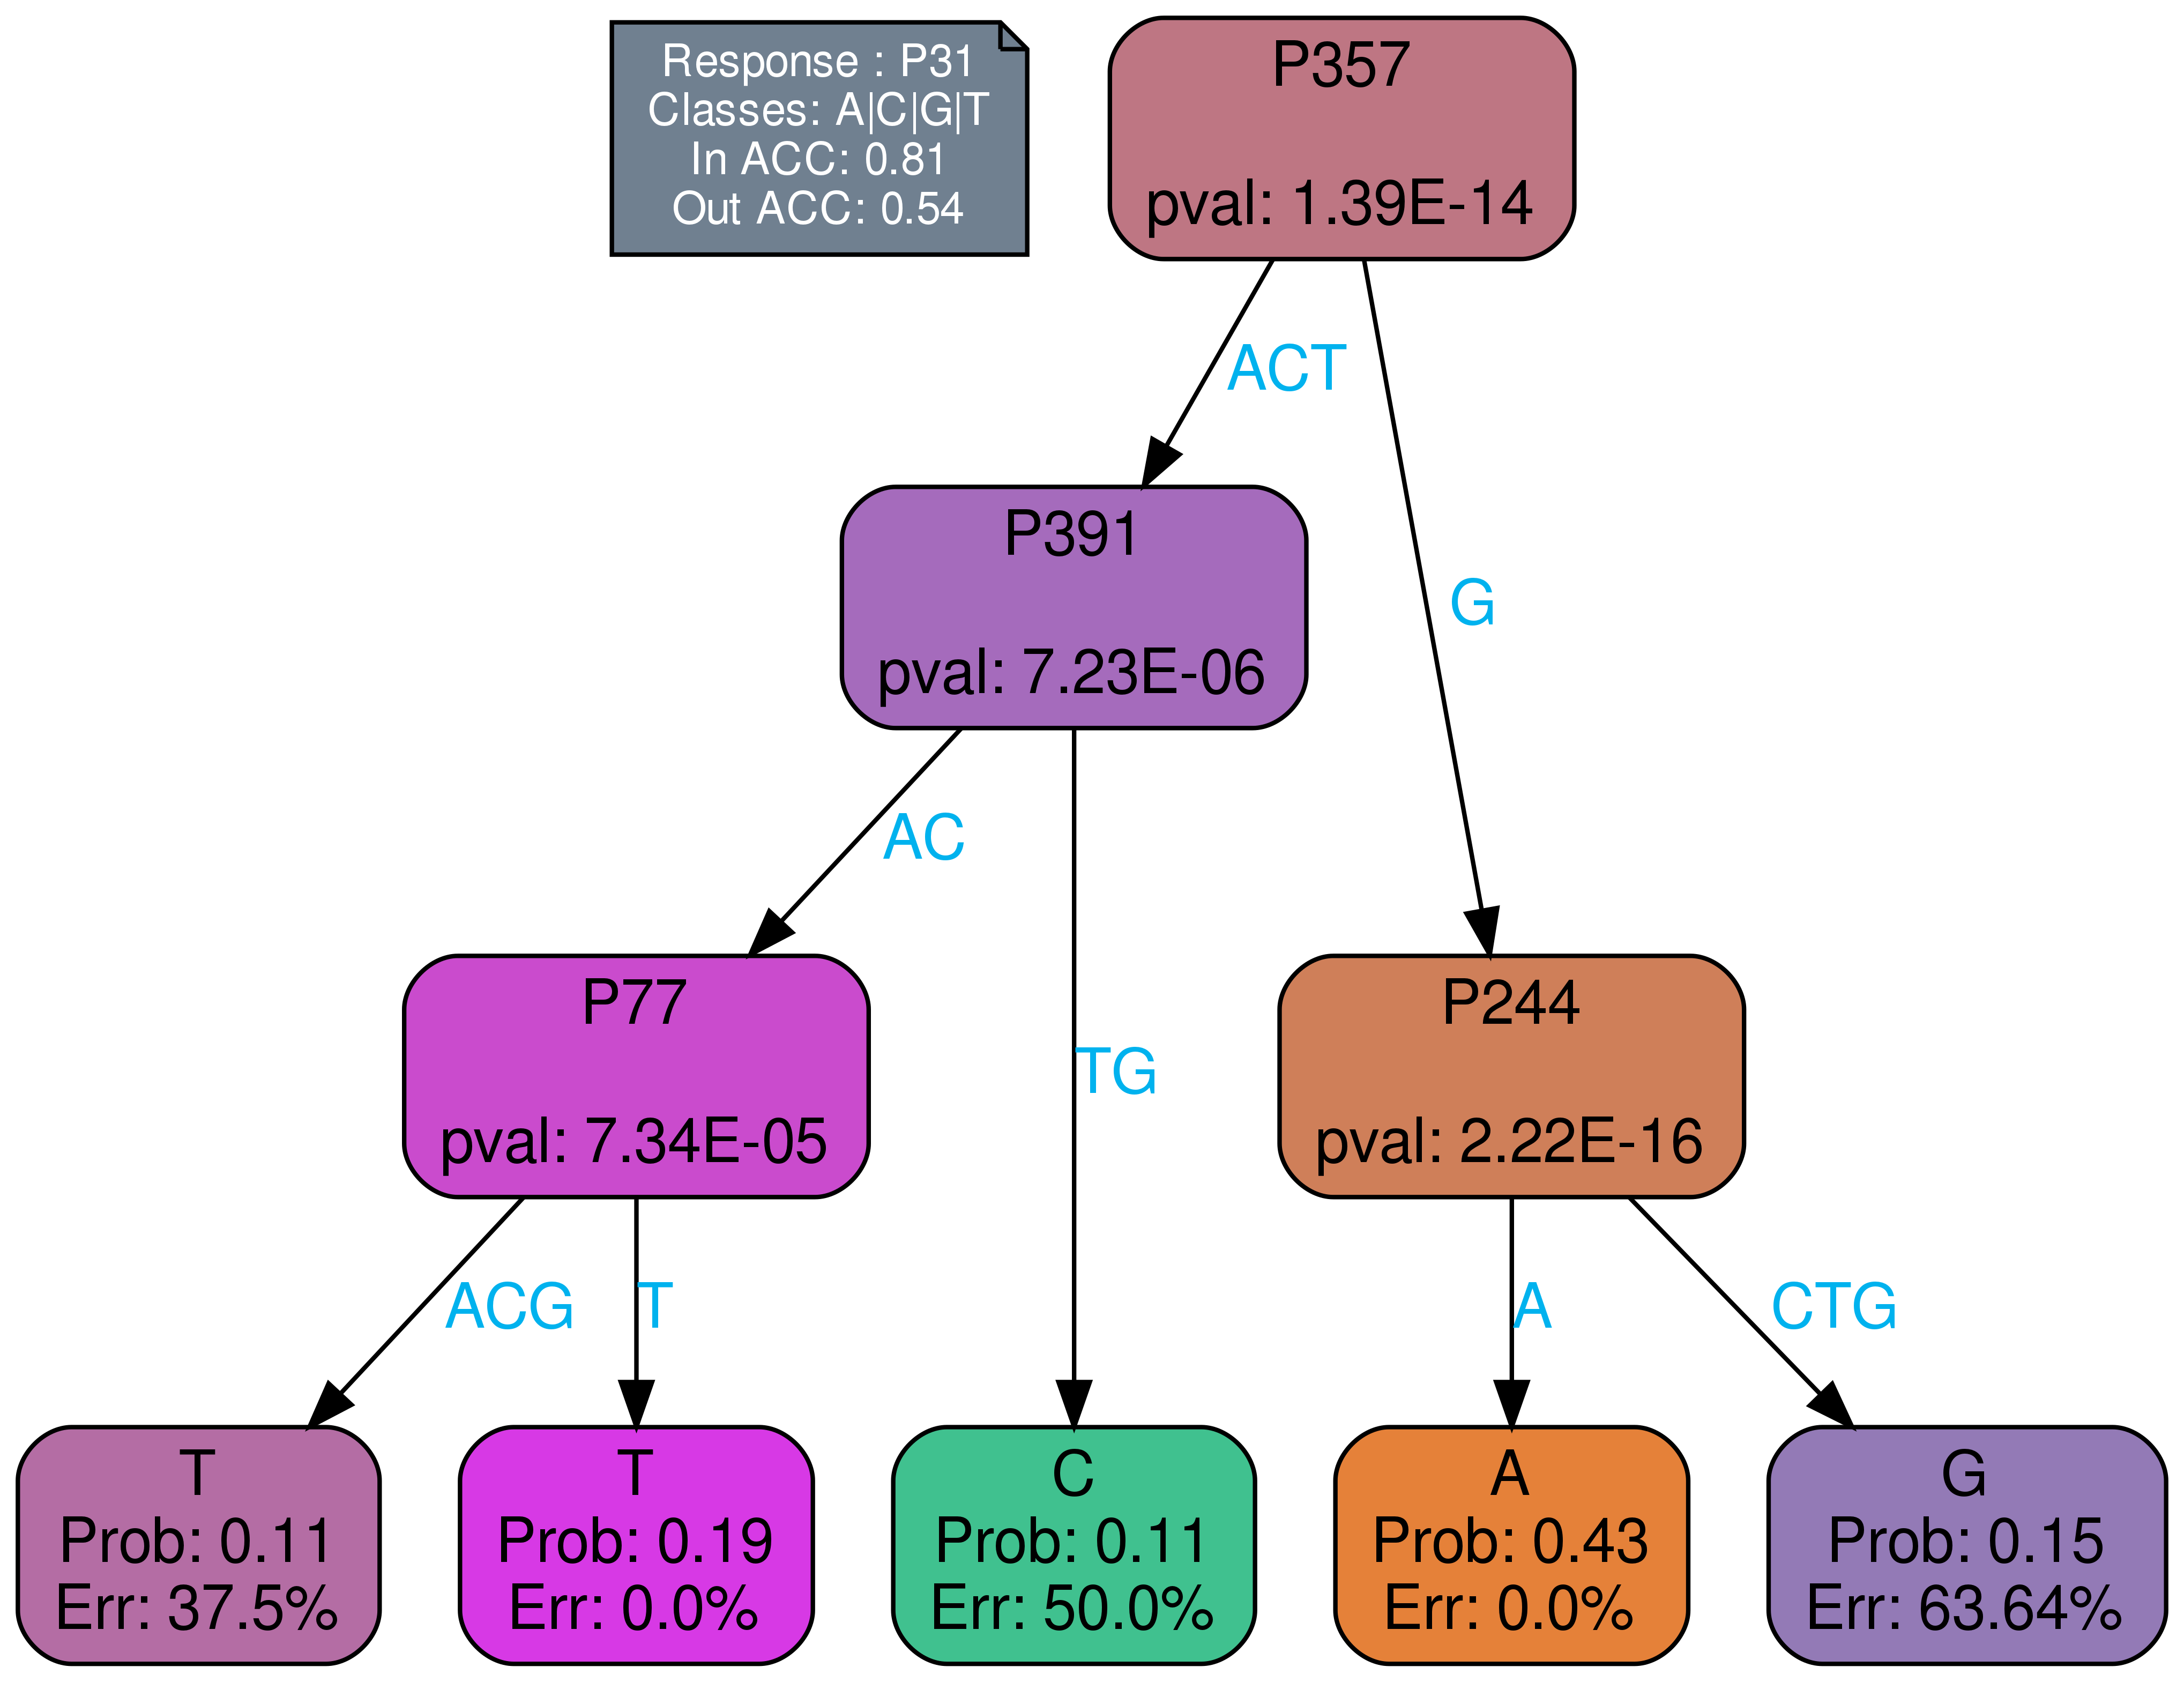 Response : P31
Classes: A|C|G|T
In ACC: 0.81
Out ACC: 0.54
P357
pval: 1.39E-14
ACT
G
P391
pval: 7.23E-06
AC
TG
P77
pval: 7.34E-05
P244
pval: 2.22E-16
ACG
T
A
CTG
T
Prob: 0.11
Err: 37.5%
T
Prob: 0.19
Err: 0.0%
C
Prob: 0.11
Err: 50.0%
A
Prob: 0.43
Err: 0.0%
G
Prob: 0.15
Err: 63.64%